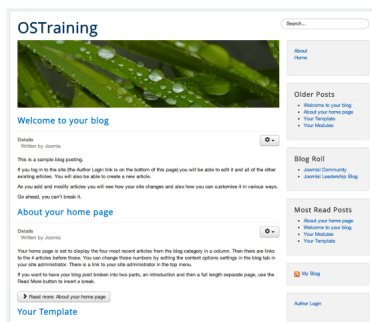 OSTraining
Search...
About
Home
Welcome to your blog
Details
Written by Joomla
This is a sample blog posting.
If you log in to the site (the Author Login link is on the bottom of this page) you will be able to edit it and all of the other
existing articles. You will also be able to create a new article.
As you add and modify articles you will see how your site changes and also how you can customise it in various ways.
Go ahead, you can't break it.
About your home page
Details
Written by Joomla
Your home page is set to display the four most recent articles from the blog category in a column. Then there are links
to the 4 articles before those. You can change those numbers by editing the content options settings in the blog tab in
your site administrator. There is a link to your site administrator in the top menu.
If you want to have your blog post broken into two parts, an introduction and then a full length separate page, use the
Read More button to insert a break.
Read more: About your home page
Your Template
Older Posts
Welcome to your blog
About your home page
Your Template
Your Modules
Blog Roll
Joomla! Community
Joomla! Leadership Blog
Most Read Posts
About your home page
Welcome to your blog
Your Modules
Your Template
My Blog
Author Login